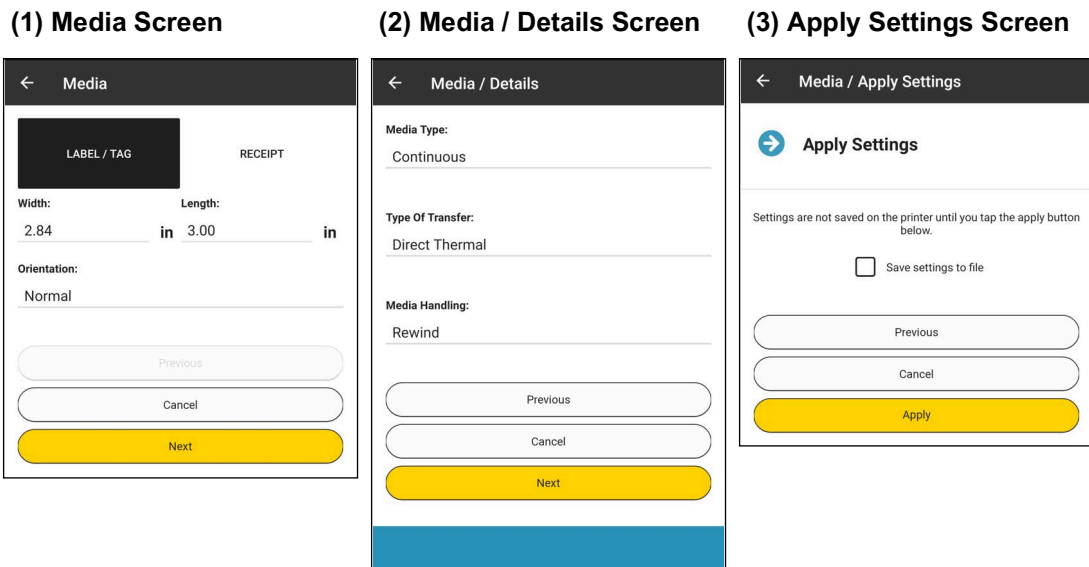 (1) Media Screen
(2) Media / Details Screen
(3) Apply Settings Screen
Media
LABEL / TAG
RECEIPT
Width:
Length:
2.84 in 3.00 in
Orientation:
Normal
Previous
Cancel
Next
Media / Details
Media Type:
Continuous
Type Of Transfer:
Direct Thermal
Media Handling:
Rewind
Previous
Cancel
Next
Media / Apply Settings
Apply Settings
Settings are not saved on the printer until you tap the apply button
below.
Save settings to file
Previous
Cancel
Apply